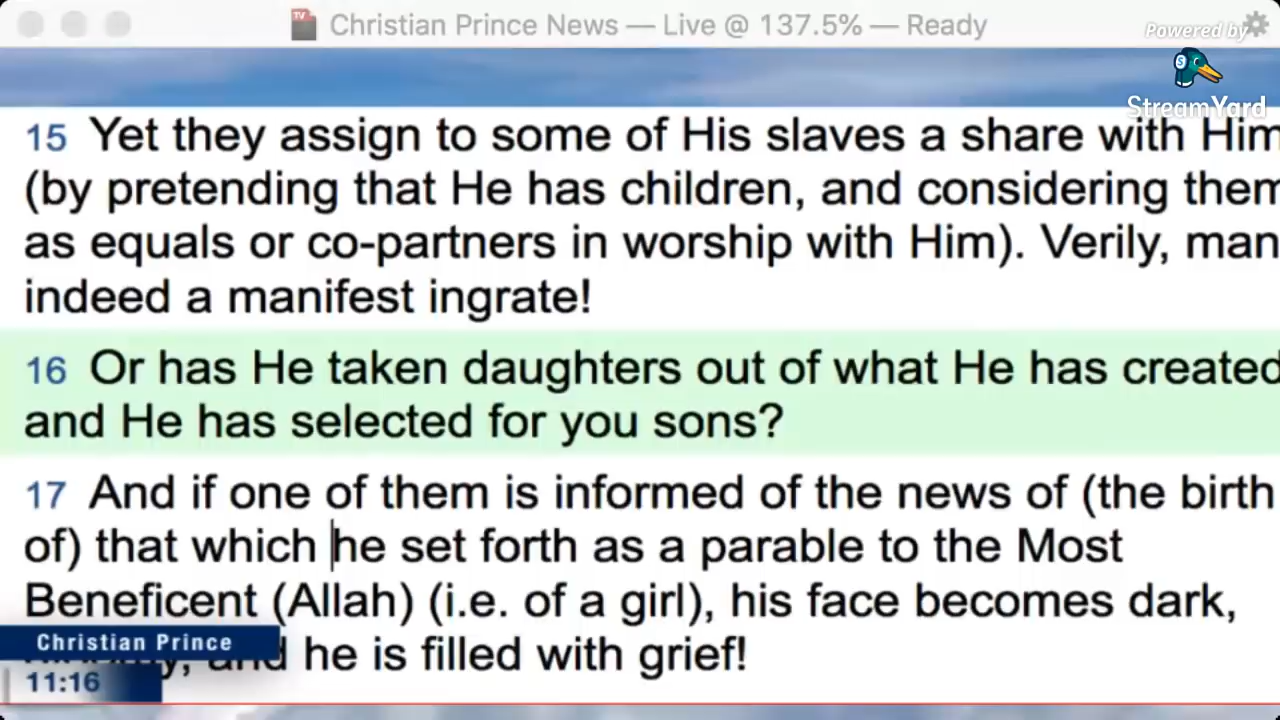 Christian Prince News — Live @ 137.5% — Ready
Powered by
StreamYard
15 Yet they assign to some of His slaves a share with Him
(by pretending that He has children, and considering them
as equals or co-partners in worship with Him). Verily, man
indeed a manifest ingrate!
16 Or has He taken daughters out of what He has created
and He has selected for you sons?
17 And if one of them is informed of the news of (the birth
of) that which he set forth as a parable to the Most
Beneficent (Allah) (i.e. of a girl), his face becomes dark,
and he is filled with grief!
Christian Prince
11:16